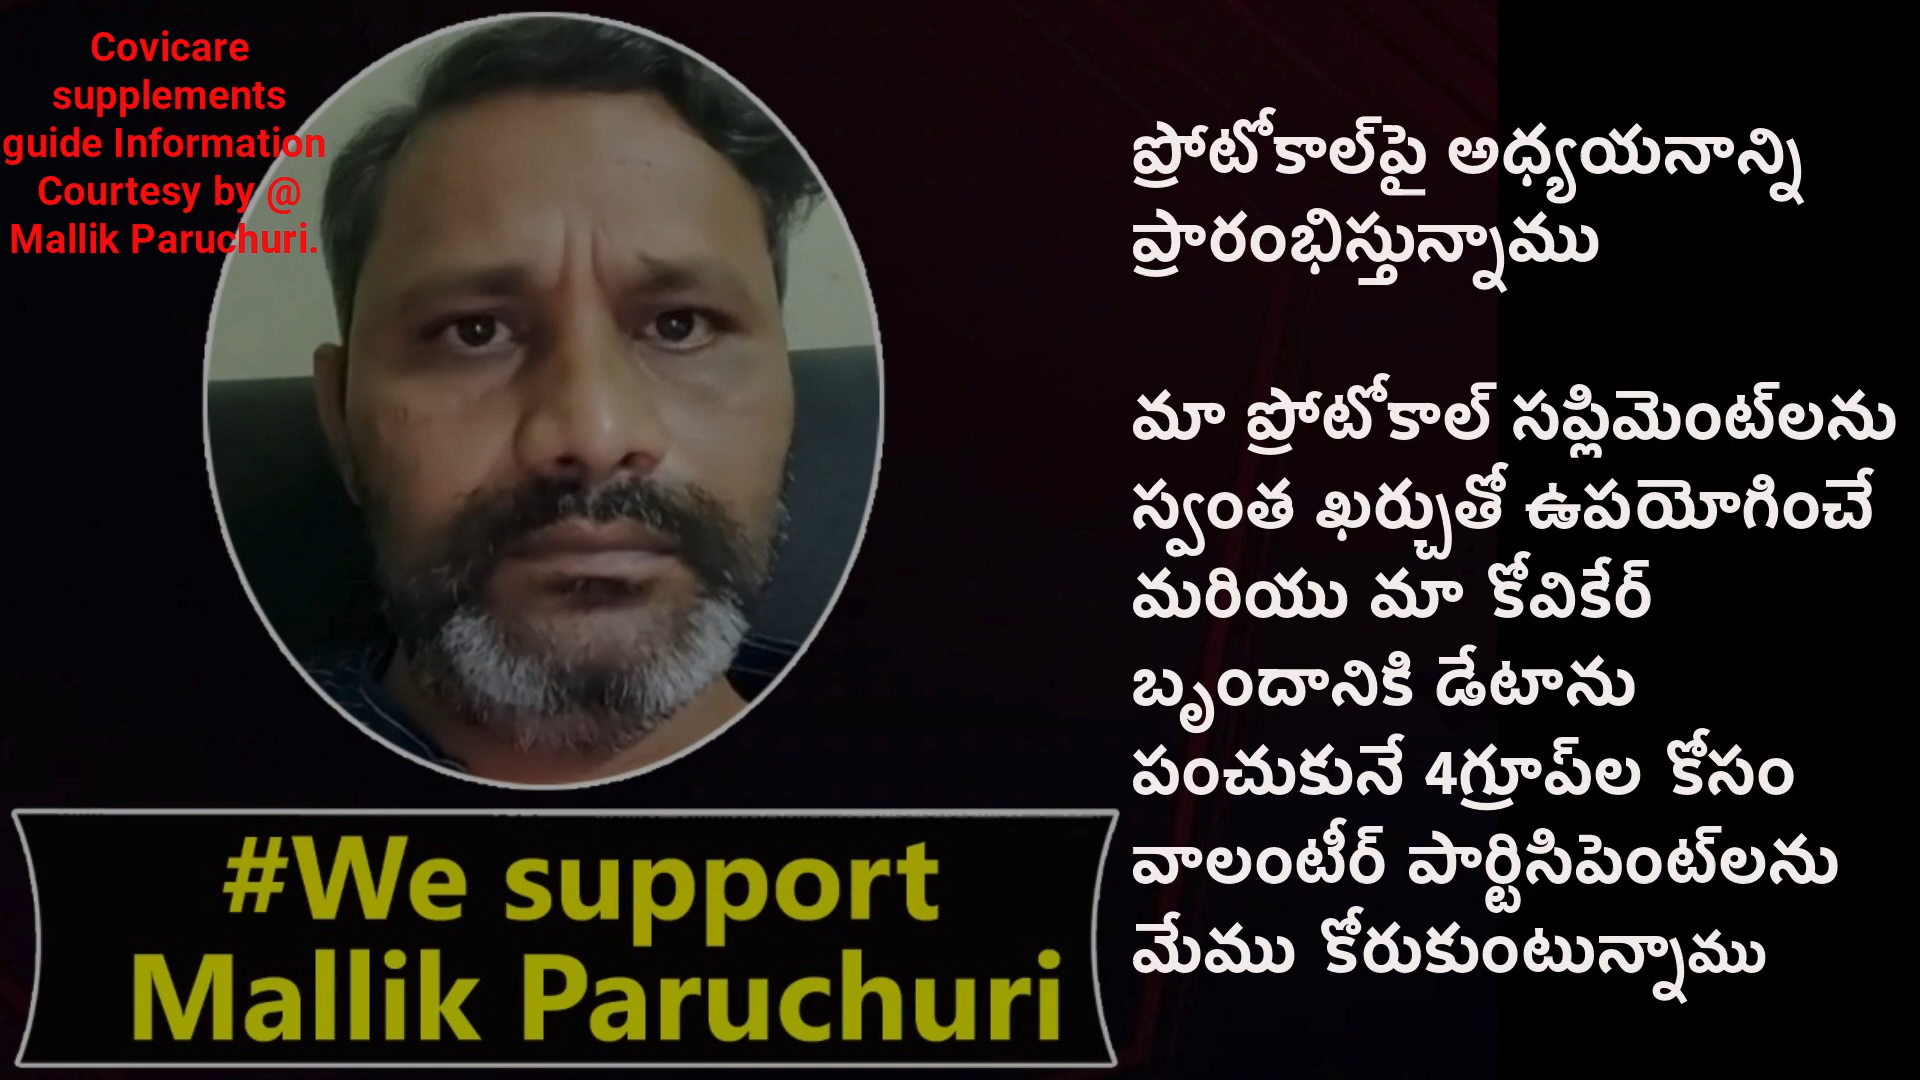 Covicare
supplements
guide Information
Courtesy by @
Mallik Paruchuri.
ప్రోటోకాల్‌పై అధ్యయనాన్ని
ప్రారంభిస్తున్నాము
మా ప్రోటోకాల్ సప్లిమెంట్‌లను
స్వంత ఖర్చుతో ఉపయోగించే
మరియు మా కోవికేర్
బృందానికి డేటాను
పంచుకునే 4గ్రూప్‌ల కోసం
వాలంటీర్ పార్టిసిపెంట్‌లను
మేము కోరుకుంటున్నాము
#We support
Mallik Paruchuri